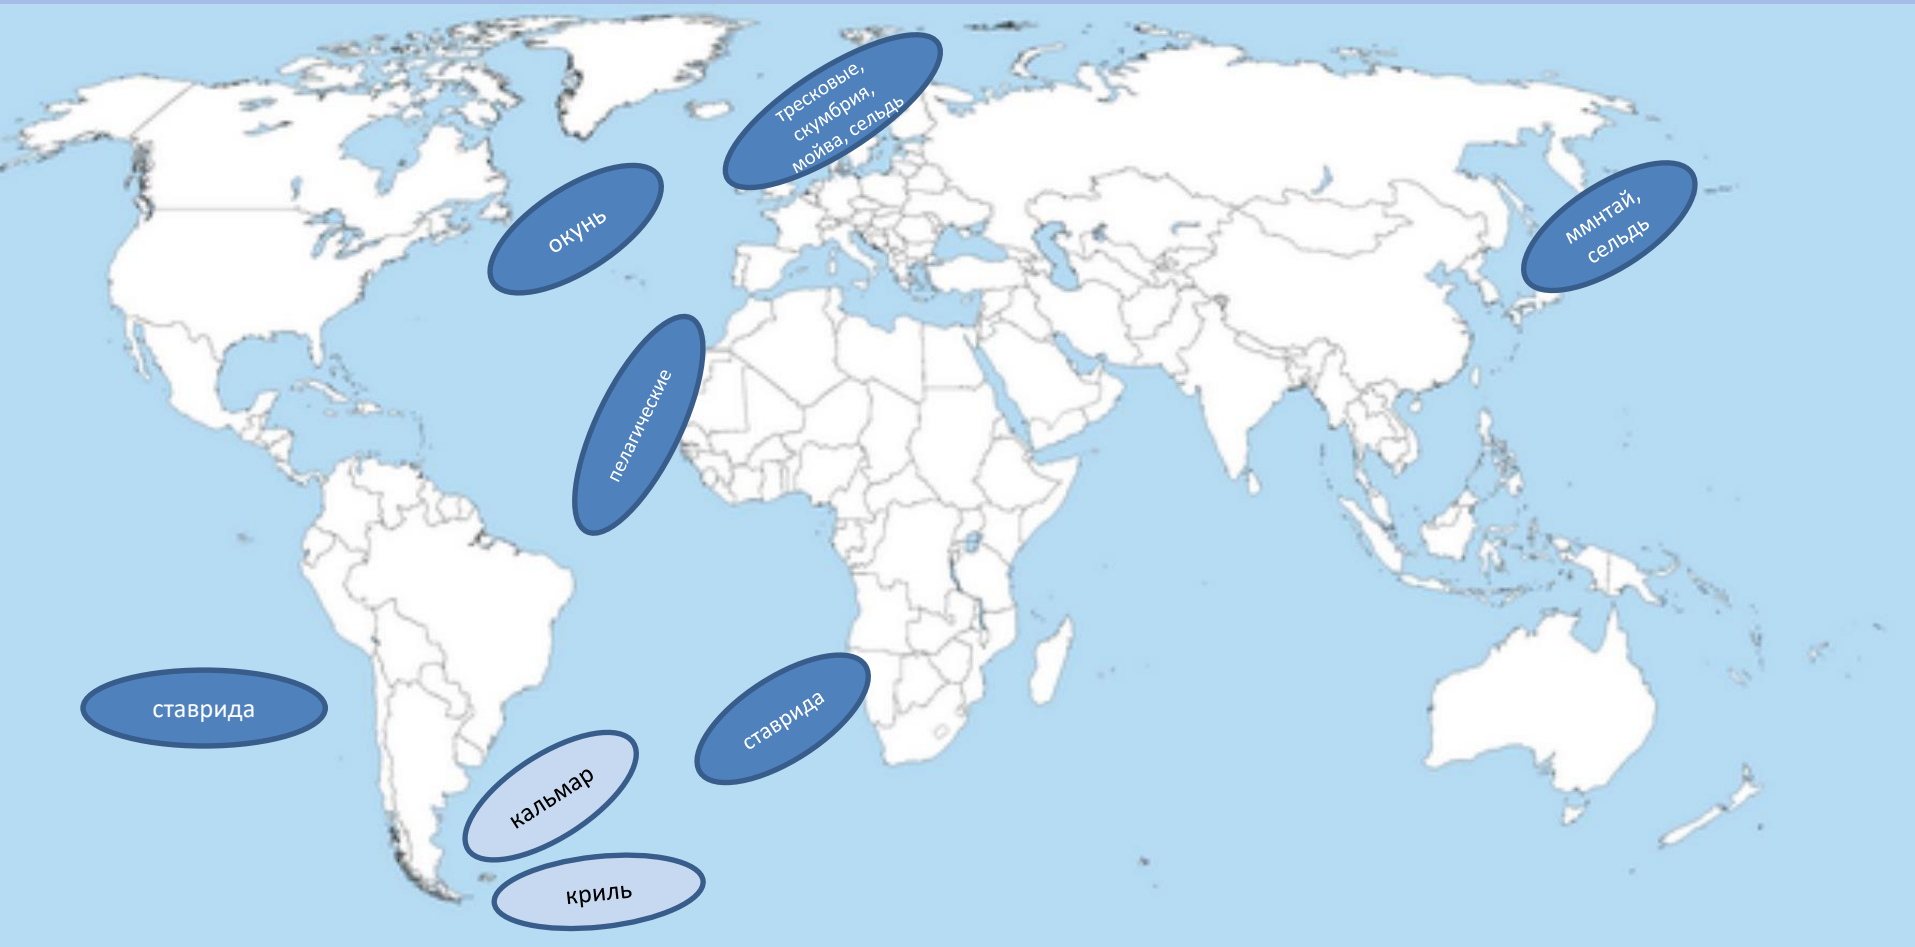 тресковые,
скумбрия,
мойва, сельдь
окунь
ммнтай,
сельдь
пелагические
ставрида
ставрида
кальмар
криль